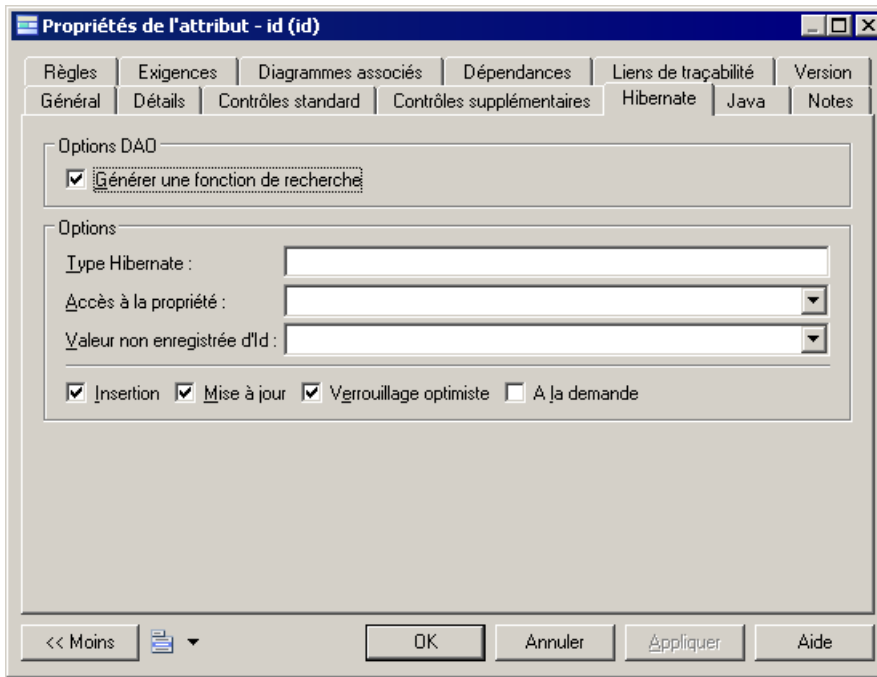 Propriétés de l'attribut - id (id)
Règles Exigences Diagrammes associés Dépendances Liens de traçabilité Version
Général Détails Contrôles standard Contrôles supplémentaires Hibernate Java Notes
Options DAO
Générer une fonction de recherche
Options
Type Hibernate :
Accès à la propriété :
Valeur non enregistrée d'Id :
Insertion Mise à jour Verrouillage optimiste A la demande
<< Moins OK Annuler Appliquer Aide